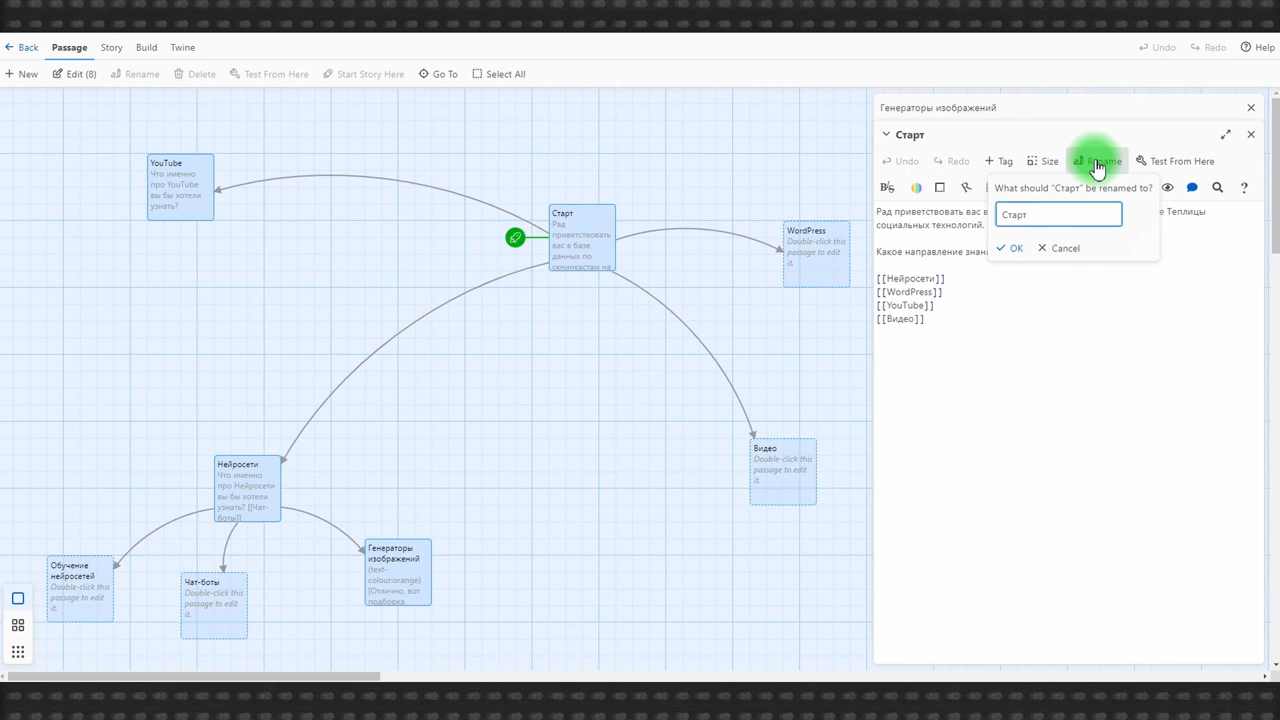 Back
Passage
Story
Build
Twine
Undo
Redo
Help
New
Edit (8)
Rename
Delete
Test From Here
Start Story Here
Go To
Select All
YouTube
Что именно
про YouTube
вы бы хотели
узнать?
Старт
Рад
приветствовать
вас в базе
данных по
скринкастам на
WordPress
Double-click this
passage to edit
it.
Видео
Double-click this
passage to edit
it.
Нейросети
Что именно
про Нейросети
вы бы хотели
узнать? [[Чат-
боты]]
Генераторы
изображений
(text-
colour:orange)
[Отлично, вот
подборка
Обучение
нейросетей
Double-click this
passage to edit
it.
Чат-боты
Double-click this
passage to edit
it.
Генераторы изображений
Старт
Undo
Redo
Tag
Size
Rename
Test From Here
What should "Старт" be renamed to?
Старт
OK
Cancel
Рад приветствовать вас в
е Теплицы
социальных технологий.
Какое направление знани
[[Нейросети]]
[[WordPress]]
[[YouTube]]
[[Видео]]